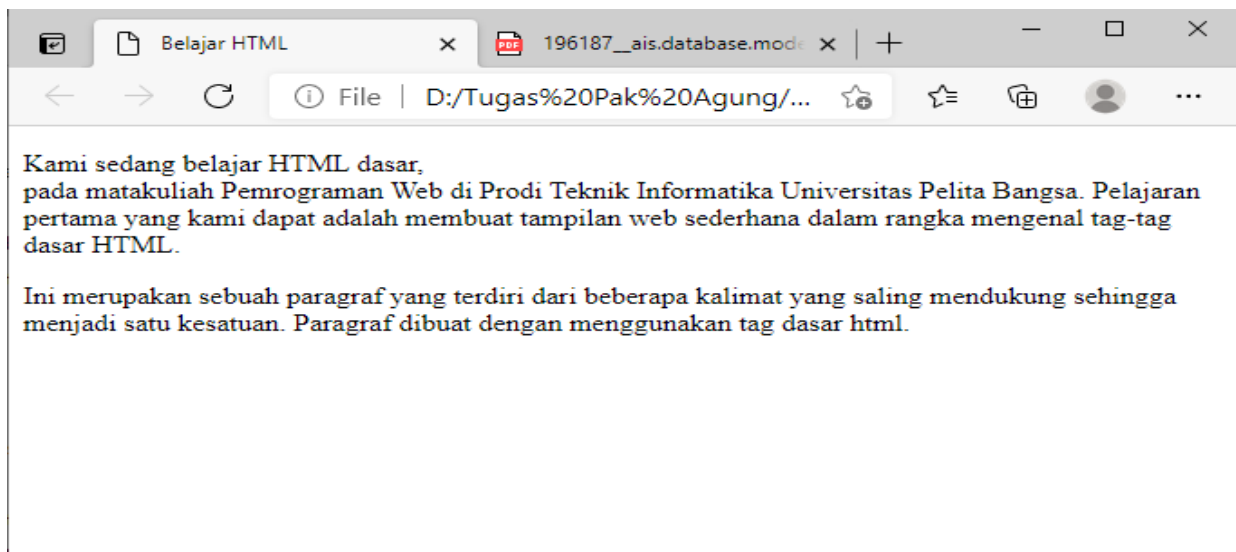 Belajar HTML
196187__ais.database.mod
File | D:/Tugas%20Pak%20Agung/...
Kami sedang belajar HTML dasar,
pada matakuliah Pemrograman Web di Prodi Teknik Informatika Universitas Pelita Bangsa. Pelajaran
pertama yang kami dapat adalah membuat tampilan web sederhana dalam rangka mengenal tag-tag
dasar HTML.
Ini merupakan sebuah paragraf yang terdiri dari beberapa kalimat yang saling mendukung sehingga
menjadi satu kesatuan. Paragraf dibuat dengan menggunakan tag dasar html.